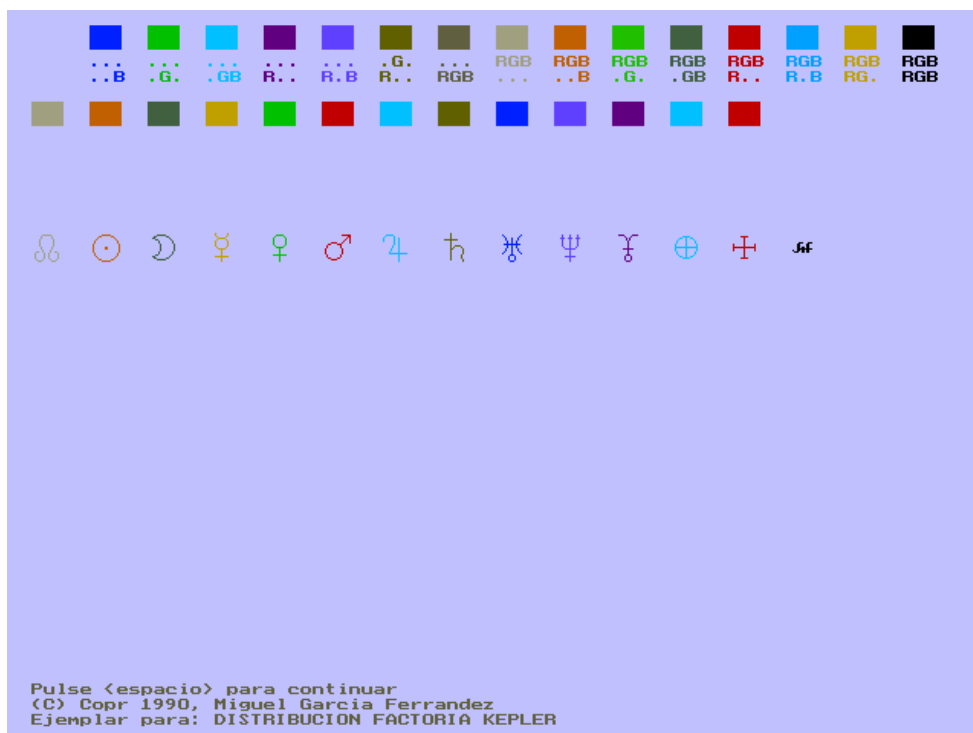 ... ... ... ... ... .G. ... RGB RGB RGB RGB RGB RGB RGB RGB
..B .G. .GB R.. R.B R.. RGB ... ..B .G. .GB R.. R.B RG. RGB
Pulse <espacio> para continuar
(C) Copr 1990, Miguel Garcia Ferrandez
Ejemplar para: DISTRIBUCION FACTORIA KEPLER